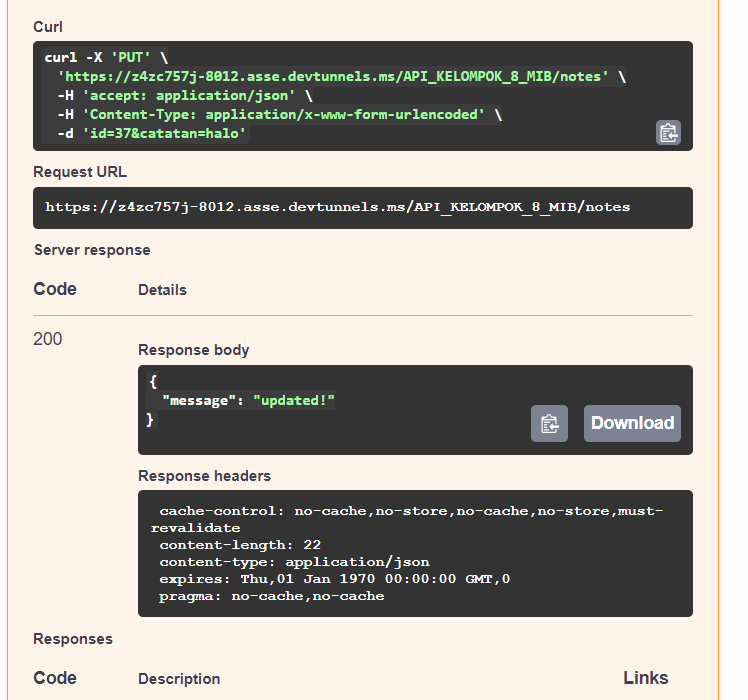 Curl
curl -X 'PUT' \
  'https://z4zc757j-8012.asse.devtunnels.ms/API_KELOMPOK_8_MIB/notes' \
  -H 'accept: application/json' \
  -H 'Content-Type: application/x-www-form-urlencoded' \
  -d 'id=37&catatan=halo'
Request URL
https://z4zc757j-8012.asse.devtunnels.ms/API_KELOMPOK_8_MIB/notes
Server response
Code Details
200
Response body
{
  "message": "updated!"
}
Download
Response headers
cache-control: no-cache,no-store,no-cache,no-store,must-
revalidate
content-length: 22
content-type: application/json
expires: Thu,01 Jan 1970 00:00:00 GMT,0
pragma: no-cache,no-cache
Responses
Code Description Links